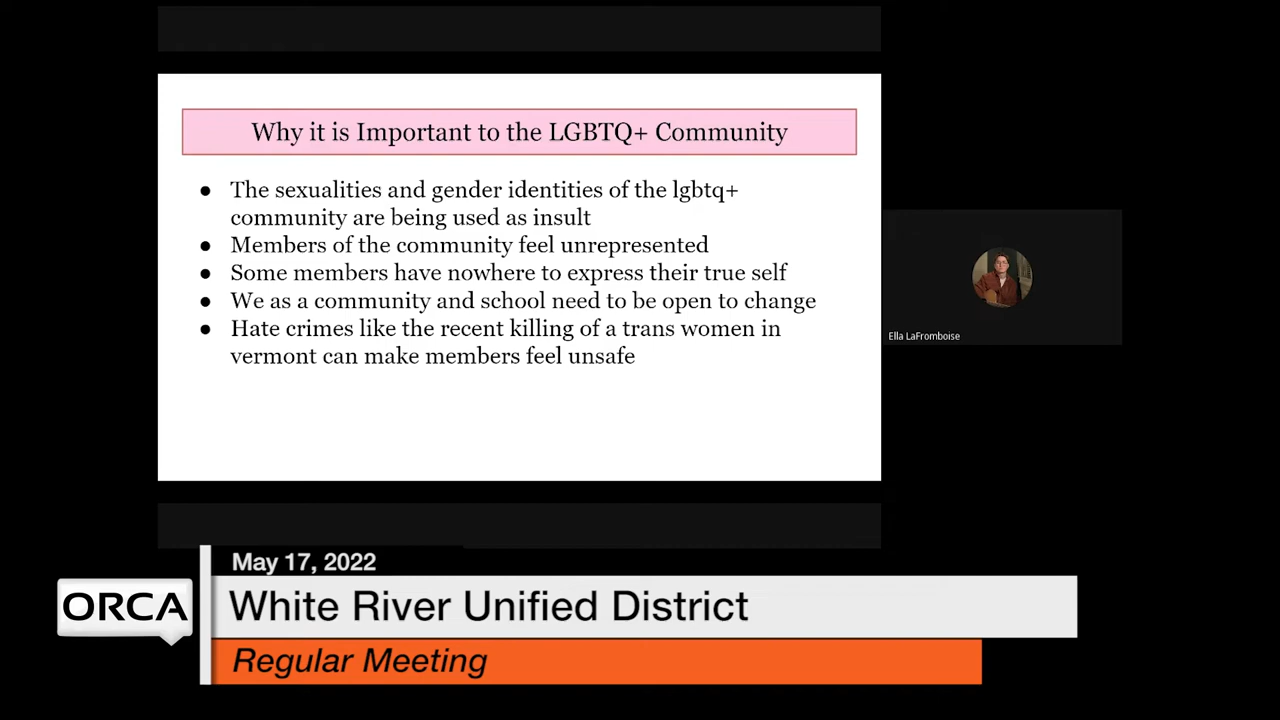 Why it is Important to the LGBTQ+ Community
● The sexualities and gender identities of the lgbtq+
community are being used as insult
● Members of the community feel unrepresented
● Some members have nowhere to express their true self
● We as a community and school need to be open to change
● Hate crimes like the recent killing of a trans women in
vermont can make members feel unsafe
Ella LaFromboise
May 17, 2022
ORCA
White River Unified District
Regular Meeting